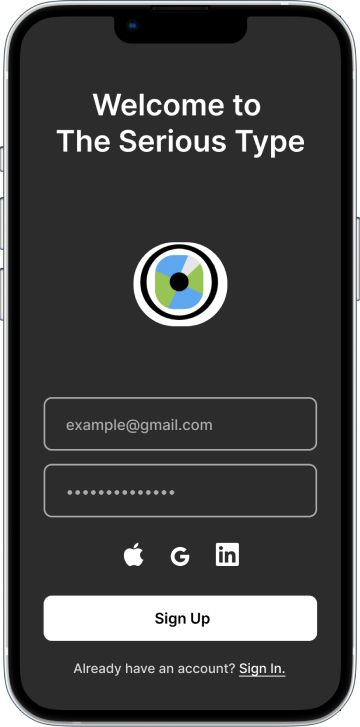 Welcome to
The Serious Type
example@gmail.com
••••••••••••••
G in
Sign Up
Already have an account? Sign In.